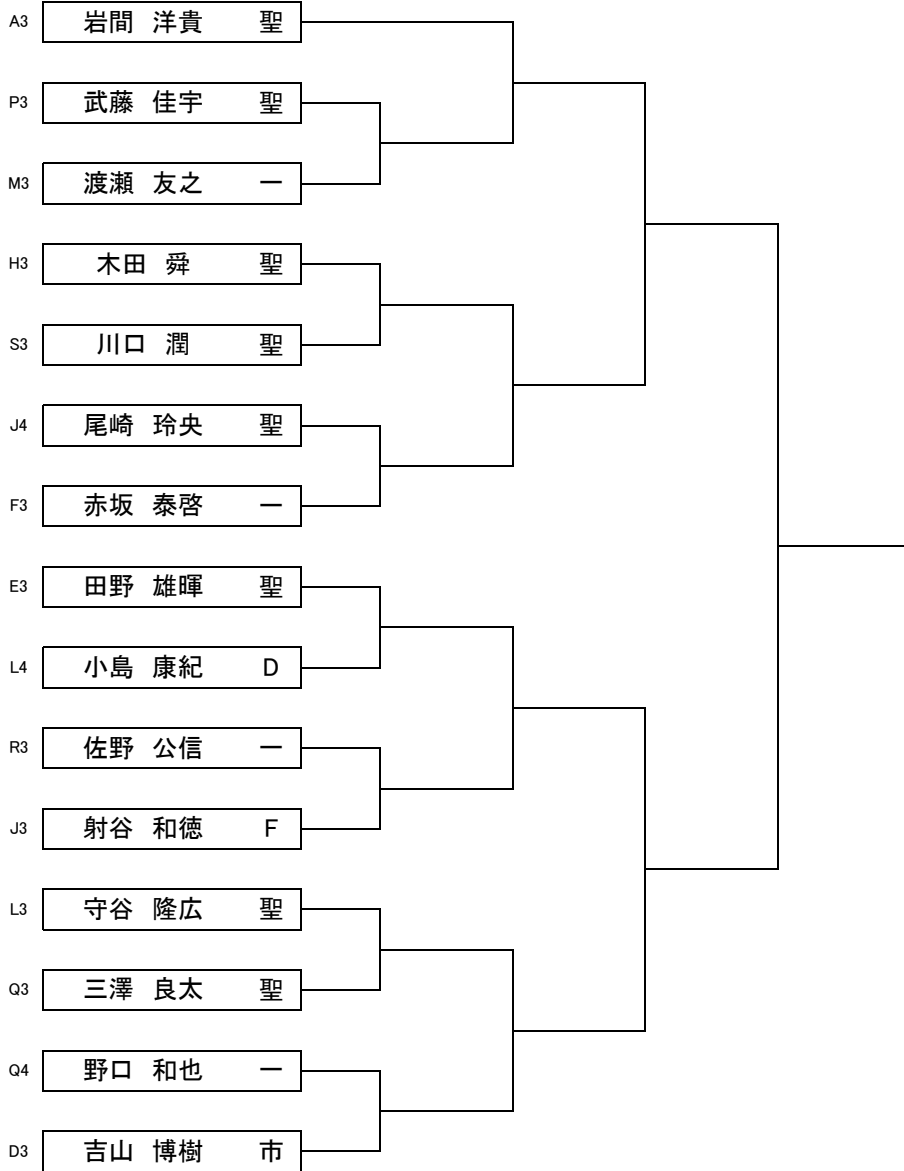 A3 岩間 洋貴 聖
P3 武藤 佳宇 聖
M3 渡瀬 友之 一
H3 木田 舜 聖
S3 川口 潤 聖
J4 尾崎 玲央 聖
F3 赤坂 泰啓 一
E3 田野 雄暉 聖
L4 小島 康紀 D
R3 佐野 公信 一
J3 射谷 和徳 F
L3 守谷 隆広 聖
Q3 三澤 良太 聖
Q4 野口 和也 一
D3 吉山 博樹 市